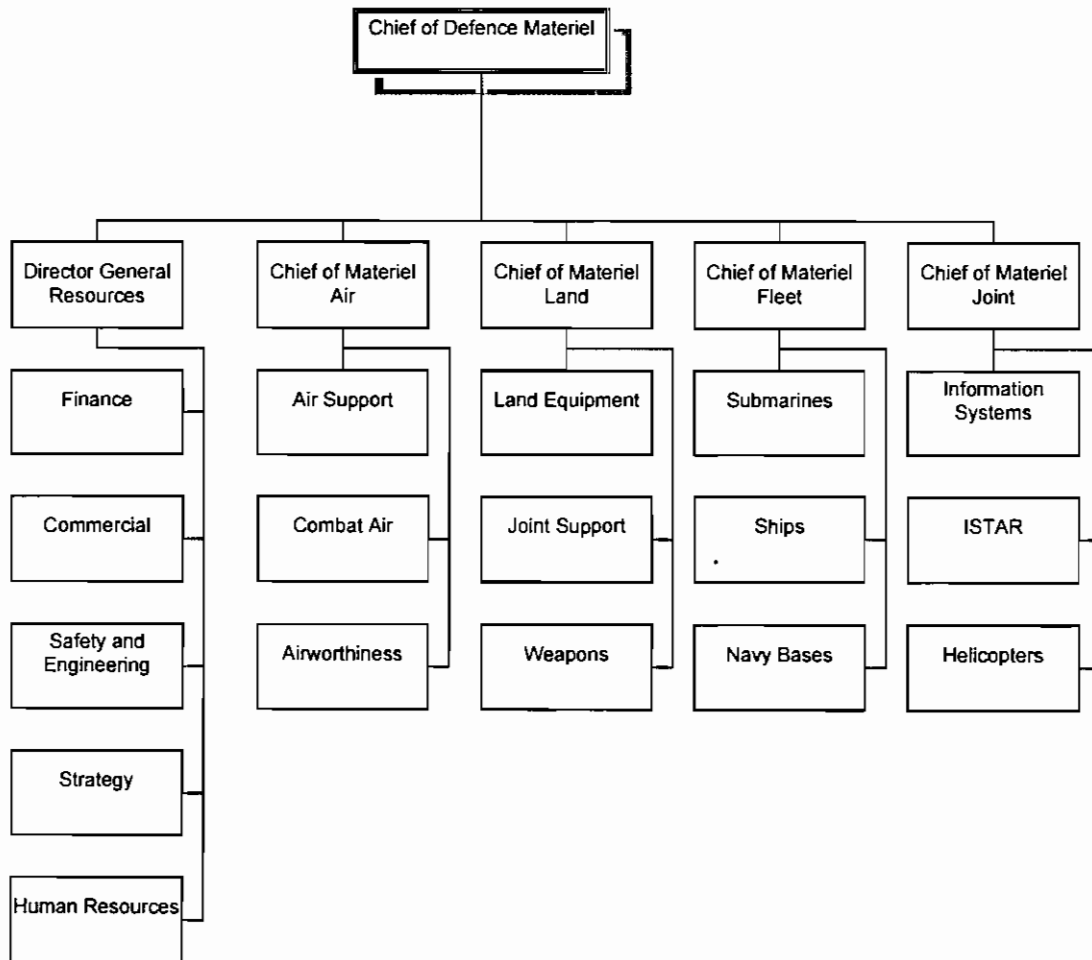 Chief of Defence Materiel
Director General
Resources
Chief of Materiel
Air
Chief of Materiel
Land
Chief of Materiel
Fleet
Chief of Materiel
Joint
Finance
Air Support
Land Equipment
Submarines
Information
Systems
Commercial
Combat Air
Joint Support
Ships
ISTAR
Safety and
Engineering
Airworthiness
Weapons
Navy Bases
Helicopters
Strategy
Human Resources